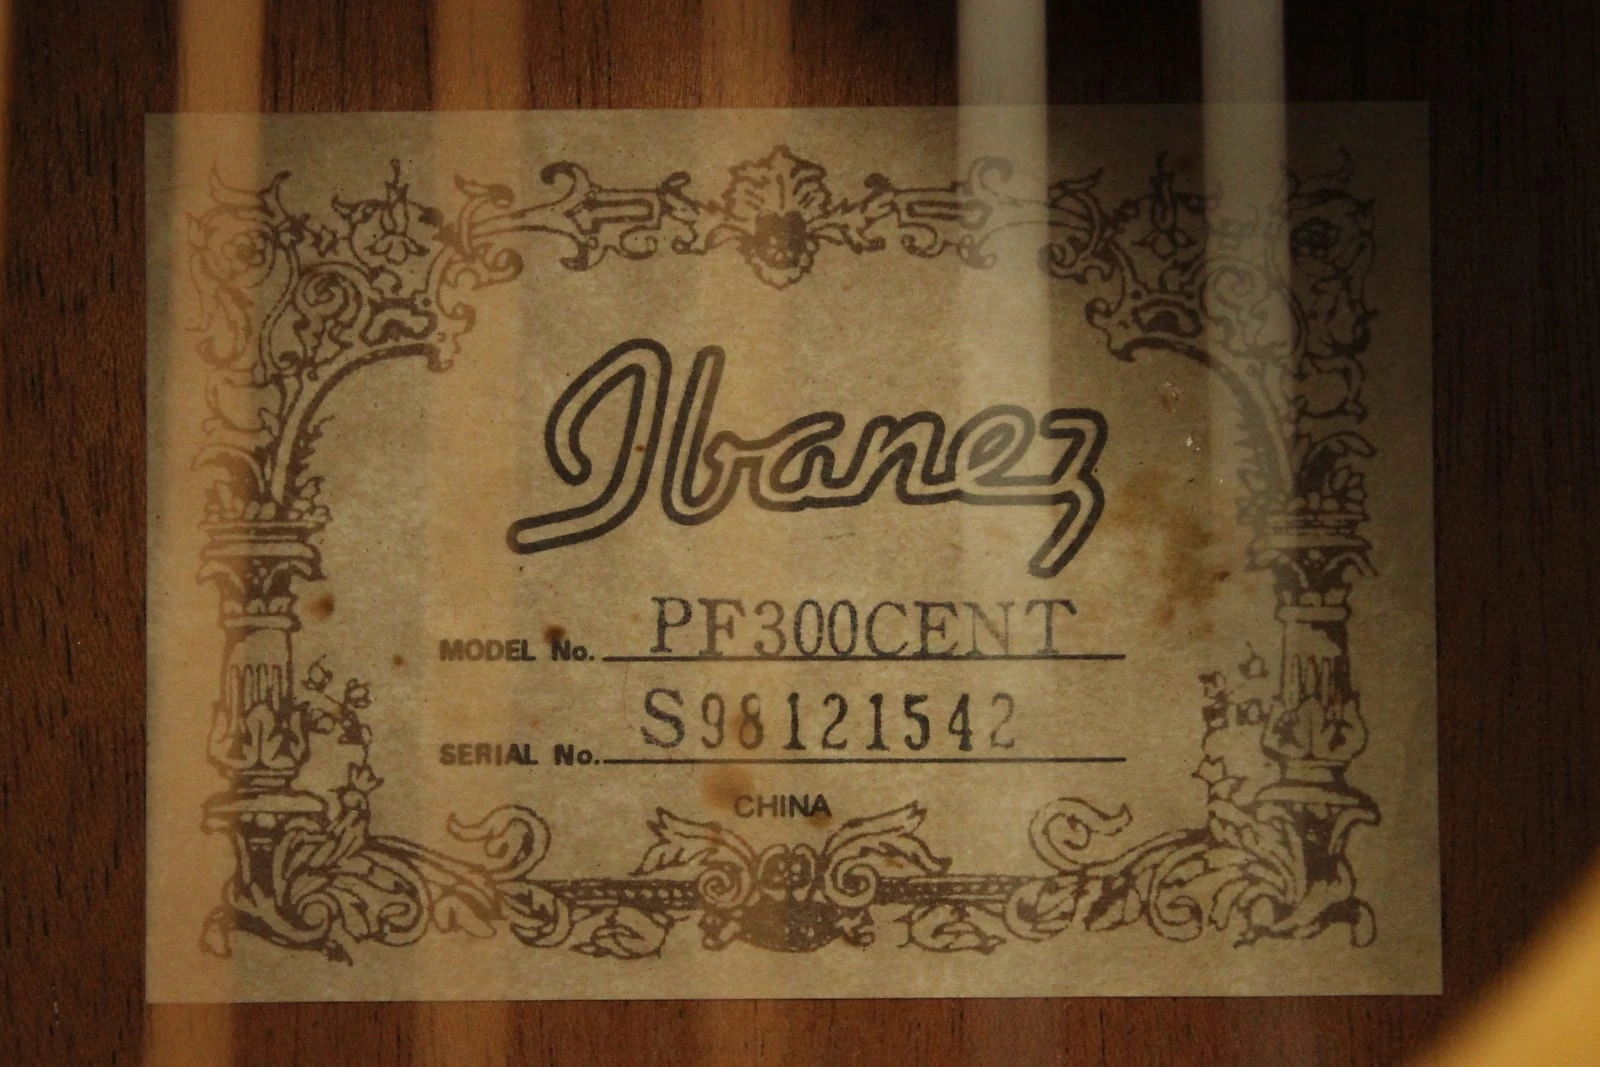 Ibanez
MODEL No. PF300CENT
SERIAL No. S98121542
CHINA